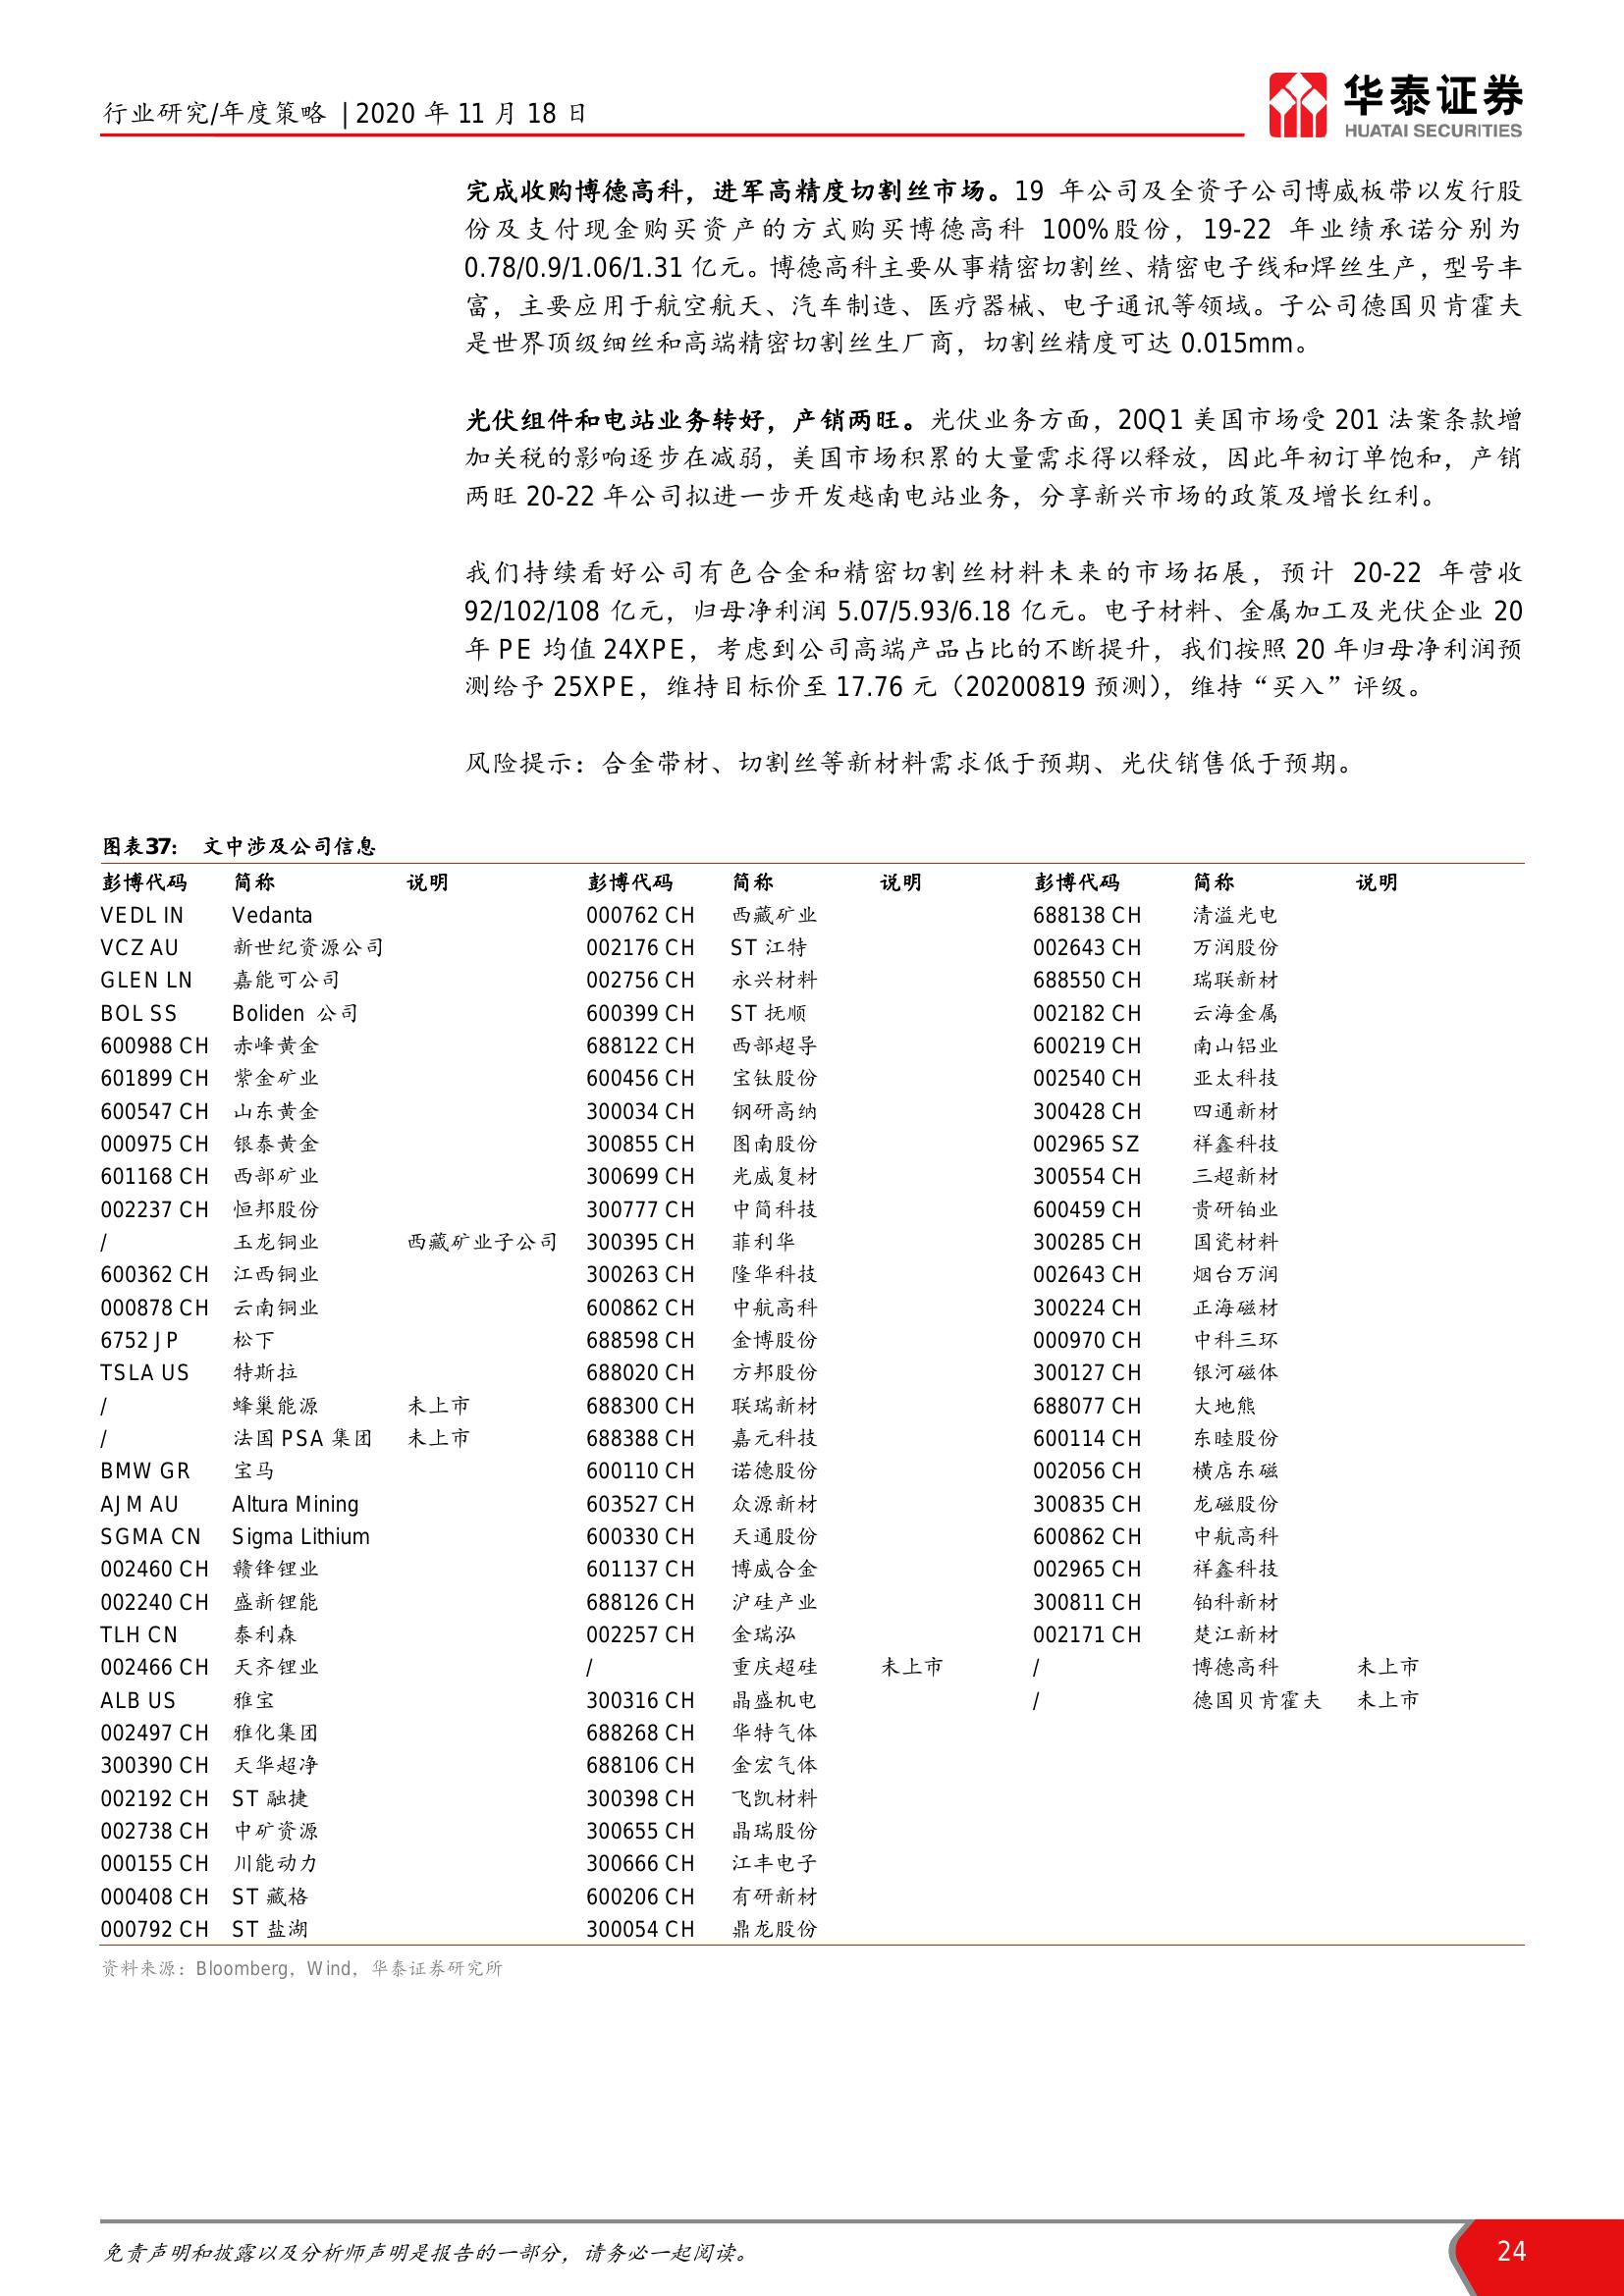 行业研究/年度策略 | 2020 年 11 月 18 日
华泰证券
HUATAI SECURITIES
完成收购博德高科，进军高精度切割丝市场。19 年公司及全资子公司博威板带以发行股
份及支付现金购买资产的方式购买博德高科 100%股份，19-22 年业绩承诺分别为
0.78/0.9/1.06/1.31 亿元。博德高科主要从事精密切割丝、精密电子线和焊丝生产，型号丰
富，主要应用于航空航天、汽车制造、医疗器械、电子通讯等领域。子公司德国贝肯霍夫
是世界顶级细丝和高端精密切割丝生厂商，切割丝精度可达 0.015mm。
光伏组件和电站业务转好，产销两旺。光伏业务方面，20Q1 美国市场受 201 法案条款增
加关税的影响逐步在减弱，美国市场积累的大量需求得以释放，因此年初订单饱和，产销
两旺 20-22 年公司拟进一步开发越南电站业务，分享新兴市场的政策及增长红利。
我们持续看好公司有色合金和精密切割丝材料未来的市场拓展，预计 20-22 年营收
92/102/108 亿元，归母净利润 5.07/5.93/6.18 亿元。电子材料、金属加工及光伏企业 20
年 PE 均值 24XPE，考虑到公司高端产品占比的不断提升，我们按照 20 年归母净利润预
测给予 25XPE，维持目标价至 17.76 元（20200819 预测），维持“买入”评级。
风险提示：合金带材、切割丝等新材料需求低于预期、光伏销售低于预期。
图表37： 文中涉及公司信息
彭博代码 简称 说明 彭博代码 简称 说明 彭博代码 简称 说明
VEDL IN Vedanta 000762 CH 西藏矿业 688138 CH 清溢光电
VCZ AU 新世纪资源公司 002176 CH ST 江特 002643 CH 万润股份
GLEN LN 嘉能可公司 002756 CH 永兴材料 688550 CH 瑞联新材
BOL SS Boliden 公司 600399 CH ST 抚顺 002182 CH 云海金属
600988 CH 赤峰黄金 688122 CH 西部超导 600219 CH 南山铝业
601899 CH 紫金矿业 600456 CH 宝钛股份 002540 CH 亚太科技
600547 CH 山东黄金 300034 CH 钢研高纳 300428 CH 四通新材
000975 CH 银泰黄金 300855 CH 图南股份 002965 SZ 祥鑫科技
601168 CH 西部矿业 300699 CH 光威复材 300554 CH 三超新材
002237 CH 恒邦股份 300777 CH 中简科技 600459 CH 贵研铂业
/ 玉龙铜业 西藏矿业子公司 300395 CH 菲利华 300285 CH 国瓷材料
600362 CH 江西铜业 300263 CH 隆华科技 002643 CH 烟台万润
000878 CH 云南铜业 600862 CH 中航高科 300224 CH 正海磁材
6752 JP 松下 688598 CH 金博股份 000970 CH 中科三环
TSLA US 特斯拉 688020 CH 方邦股份 300127 CH 银河磁体
/ 蜂巢能源 未上市 688300 CH 联瑞新材 688077 CH 大地熊
/ 法国 PSA 集团 未上市 688388 CH 嘉元科技 600114 CH 东睦股份
BMW GR 宝马 600110 CH 诺德股份 002056 CH 横店东磁
AJM AU Altura Mining 603527 CH 众源新材 300835 CH 龙磁股份
SGMA CN Sigma Lithium 600330 CH 天通股份 600862 CH 中航高科
002460 CH 赣锋锂业 601137 CH 博威合金 002965 CH 祥鑫科技
002240 CH 盛新锂能 688126 CH 沪硅产业 300811 CH 铂科新材
TLH CN 泰利森 002257 CH 金瑞泓 002171 CH 楚江新材
002466 CH 天齐锂业 / 重庆超硅 未上市 / 博德高科 未上市
ALB US 雅宝 300316 CH 晶盛机电 / 德国贝肯霍夫 未上市
002497 CH 雅化集团 688268 CH 华特气体
300390 CH 天华超净 688106 CH 金宏气体
002192 CH ST 融捷 300398 CH 飞凯材料
002738 CH 中矿资源 300655 CH 晶瑞股份
000155 CH 川能动力 300666 CH 江丰电子
000408 CH ST 藏格 600206 CH 有研新材
000792 CH ST 盐湖 300054 CH 鼎龙股份
资料来源：Bloomberg，Wind，华泰证券研究所
免责声明和披露以及分析师声明是报告的一部分，请务必一起阅读。
24